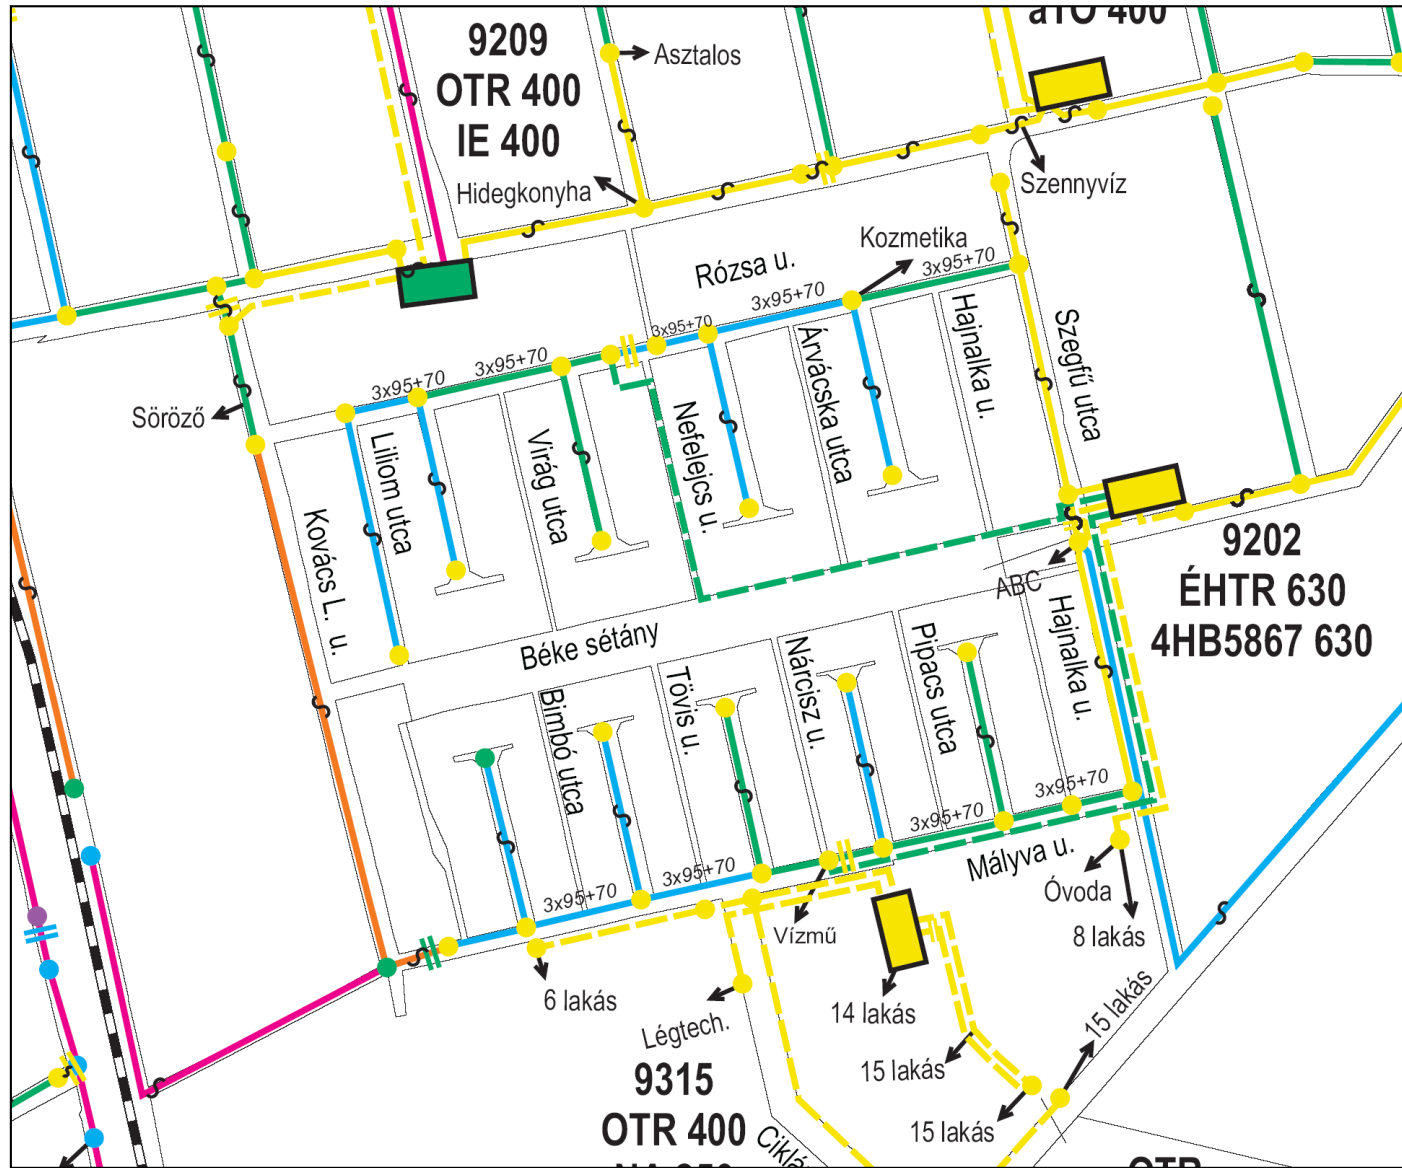 9209
OTR 400
IE 400
Asztalos
Hidegkonyha
Szennyvíz
Kozmetika
Rózsa u.
3x95+70
3x95+70
3x95+70
3x95+70
3x95+70
Söröző
Kovács L. u.
Liliom utca
Virág utca
Nefelejcs u.
Árvácska utca
Hajnalka u.
Szegfű utca
ABC
9202
ÉHTR 630
4HB5867 630
Béke sétány
Bimbó utca
Tövis u.
Nárcisz u.
Pipacs utca
Hajnalka u.
3x95+70
3x95+70
3x95+70
3x95+70
Mályva u.
Óvoda
8 lakás
Vízmű
6 lakás
Légtech.
14 lakás
15 lakás
15 lakás
15 lakás
9315
OTR 400